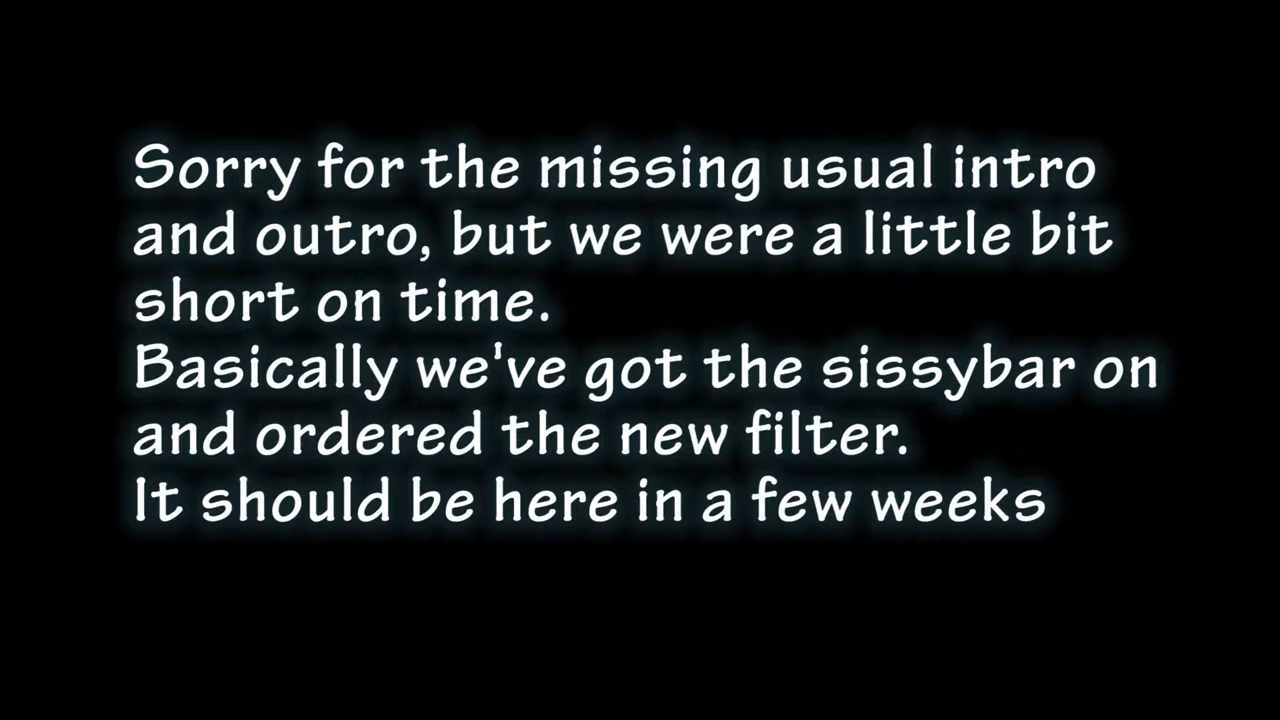 Sorry for the missing usual intro
and outro, but we were a little bit
short on time.
Basically we've got the sissybar on
and ordered the new filter.
It should be here in a few weeks